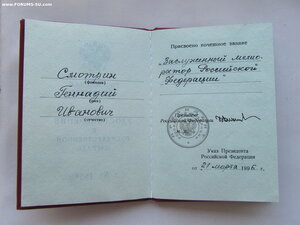 www.FORUMS-SU.com
Смотрин
(фамилия)
Геннадий
(имя)
Иванович
(отчество)
Присвоено почетное звание
"Заслуженный мелио-
ратор Российской
Федерации"
Президент
Российской Федерации
Указ Президента
Российской Федерации
от 21 марта 1996 г.